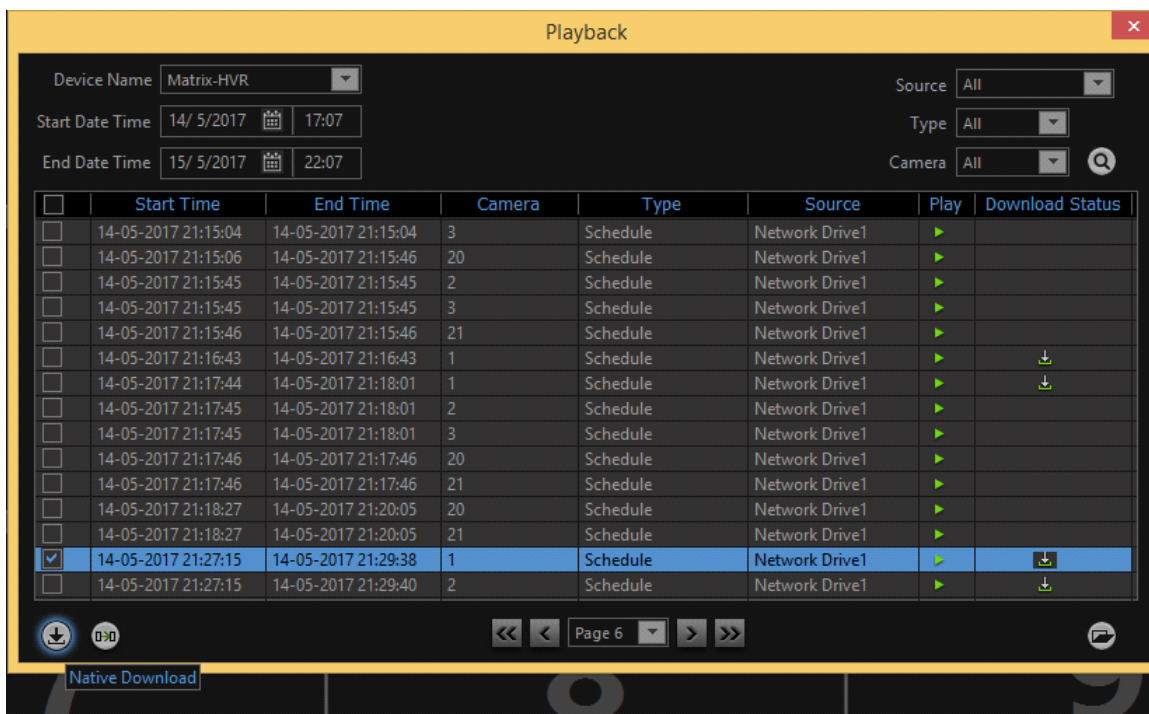 Playback
Device Name Matrix-HVR Source All
Start Date Time 14/ 5/2017 17:07 Type All
End Date Time 15/ 5/2017 22:07 Camera All
Start Time End Time Camera Type Source Play Download Status
14-05-2017 21:15:04 14-05-2017 21:15:04 3 Schedule Network Drive1
14-05-2017 21:15:06 14-05-2017 21:15:46 20 Schedule Network Drive1
14-05-2017 21:15:45 14-05-2017 21:15:45 2 Schedule Network Drive1
14-05-2017 21:15:45 14-05-2017 21:15:45 3 Schedule Network Drive1
14-05-2017 21:15:46 14-05-2017 21:15:46 21 Schedule Network Drive1
14-05-2017 21:16:43 14-05-2017 21:16:43 1 Schedule Network Drive1
14-05-2017 21:17:44 14-05-2017 21:18:01 1 Schedule Network Drive1
14-05-2017 21:17:45 14-05-2017 21:18:01 2 Schedule Network Drive1
14-05-2017 21:17:45 14-05-2017 21:18:01 3 Schedule Network Drive1
14-05-2017 21:17:46 14-05-2017 21:17:46 20 Schedule Network Drive1
14-05-2017 21:17:46 14-05-2017 21:17:46 21 Schedule Network Drive1
14-05-2017 21:18:27 14-05-2017 21:20:05 20 Schedule Network Drive1
14-05-2017 21:18:27 14-05-2017 21:20:05 21 Schedule Network Drive1
14-05-2017 21:27:15 14-05-2017 21:29:38 1 Schedule Network Drive1
14-05-2017 21:27:15 14-05-2017 21:29:40 2 Schedule Network Drive1
Page 6
Native Download
7 8 9